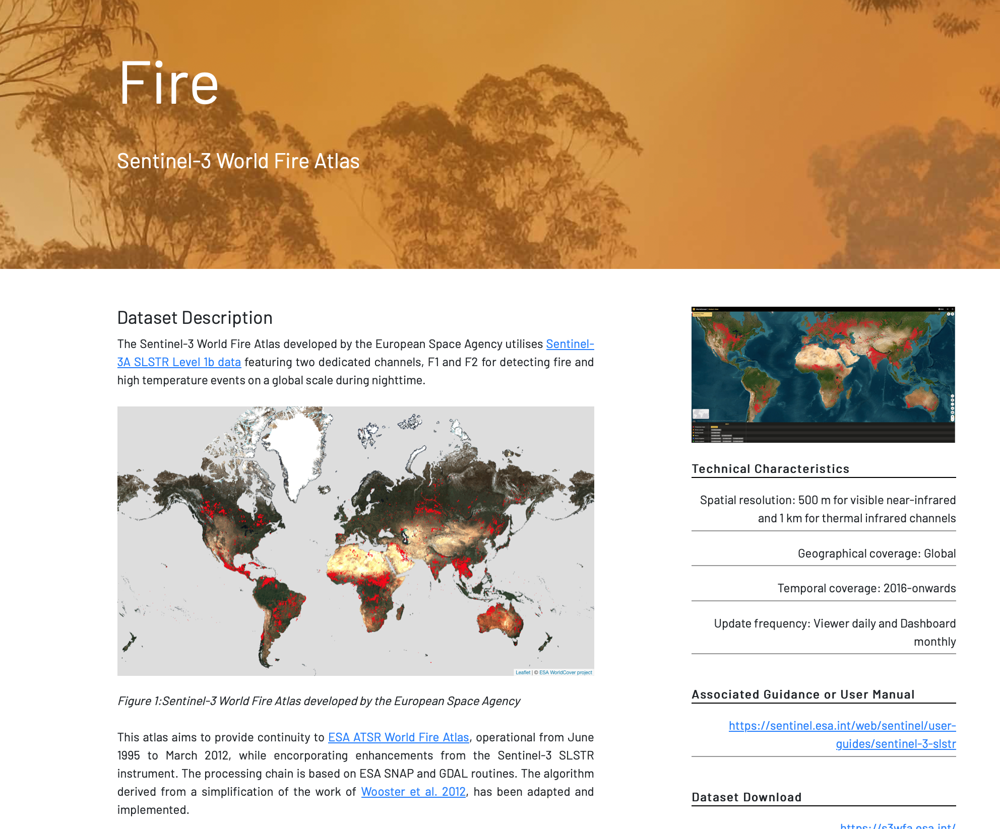 Fire
Sentinel-3 World Fire Atlas
Dataset Description
The Sentinel-3 World Fire Atlas developed by the European Space Agency utilises Sentinel-
3A SLSTR Level 1b data featuring two dedicated channels, F1 and F2 for detecting fire and
high temperature events on a global scale during nighttime.
Leaflet | © ESA WorldCover project
Figure 1:Sentinel-3 World Fire Atlas developed by the European Space Agency
This atlas aims to provide continuity to ESA ATSR World Fire Atlas, operational from June
1995 to March 2012, while encorporating enhancements from the Sentinel-3 SLSTR
instrument. The processing chain is based on ESA SNAP and GDAL routines. The algorithm
derived from a simplification of the work of Wooster et al. 2012, has been adapted and
implemented.
Technical Characteristics
Spatial resolution: 500 m for visible near-infrared
and 1 km for thermal infrared channels
Geographical coverage: Global
Temporal coverage: 2016-onwards
Update frequency: Viewer daily and Dashboard
monthly
Associated Guidance or User Manual
https://sentinel.esa.int/web/sentinel/user-
guides/sentinel-3-slstr
Dataset Download
https://s3wfa.esa.int/